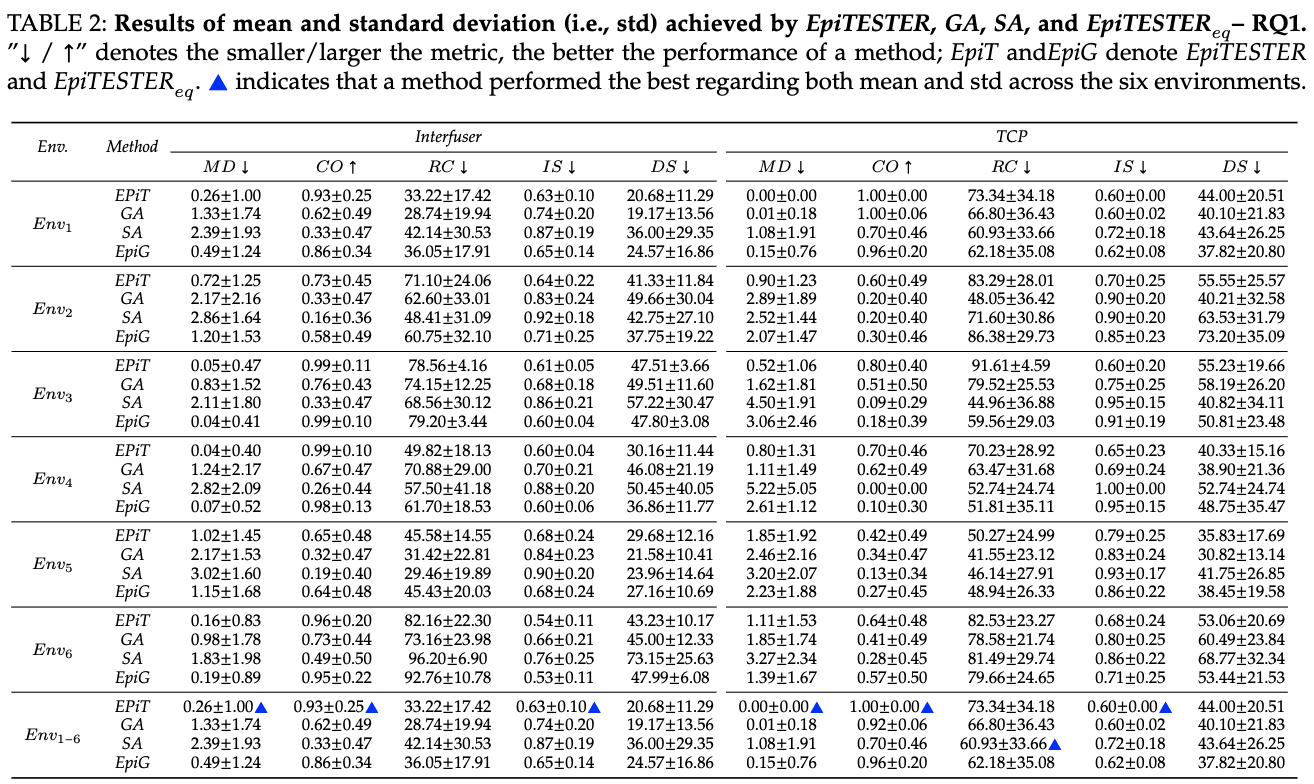 TABLE 2: Results of mean and standard deviation (i.e., std) achieved by EpiTESTER, GA, SA, and EpiTESTEReq– RQ1.
"↓ / ↑" denotes the smaller/larger the metric, the better the performance of a method; EpiT andEpiG denote EpiTESTER
and EpiTESTEReq. ▲ indicates that a method performed the best regarding both mean and std across the six environments.
Env. Method Interfuser TCP
MD ↓ CO ↑ RC ↓ IS ↓ DS ↓ MD ↓ CO ↑ RC ↓ IS ↓ DS ↓
Env1
EPiT 0.26±1.00 0.93±0.25 33.22±17.42 0.63±0.10 20.68±11.29 0.00±0.00 1.00±0.00 73.34±34.18 0.60±0.00 44.00±20.51
GA 1.33±1.74 0.62±0.49 28.74±19.94 0.74±0.20 19.17±13.56 0.01±0.18 1.00±0.06 66.80±36.43 0.60±0.02 40.10±21.83
SA 2.39±1.93 0.33±0.47 42.14±30.53 0.87±0.19 36.00±29.35 1.08±1.91 0.70±0.46 60.93±33.66 0.72±0.18 43.64±26.25
EpiG 0.49±1.24 0.86±0.34 36.05±17.91 0.65±0.14 24.57±16.86 0.15±0.76 0.96±0.20 62.18±35.08 0.62±0.08 37.82±20.80
Env2
EPiT 0.72±1.25 0.73±0.45 71.10±24.06 0.64±0.22 41.33±11.84 0.90±1.23 0.60±0.49 83.29±28.01 0.70±0.25 55.55±25.57
GA 2.17±2.16 0.33±0.47 62.60±33.01 0.83±0.24 49.66±30.04 2.89±1.89 0.20±0.40 48.05±36.42 0.90±0.20 40.21±32.58
SA 2.86±1.64 0.16±0.36 48.41±31.09 0.92±0.18 42.75±27.10 2.52±1.44 0.20±0.40 71.60±30.86 0.90±0.20 63.53±31.79
EpiG 1.20±1.53 0.58±0.49 60.75±32.10 0.71±0.25 37.75±19.22 2.07±1.47 0.30±0.46 86.38±29.73 0.85±0.23 73.20±35.09
Env3
EPiT 0.05±0.47 0.99±0.11 78.56±4.16 0.61±0.05 47.51±3.66 0.52±1.06 0.80±0.40 91.61±4.59 0.60±0.20 55.23±19.66
GA 0.83±1.52 0.76±0.43 74.15±12.25 0.68±0.18 49.51±11.60 1.62±1.81 0.51±0.50 79.52±25.53 0.75±0.25 58.19±26.20
SA 2.11±1.80 0.33±0.47 68.56±30.12 0.86±0.21 57.22±30.47 4.50±1.91 0.09±0.29 44.96±36.88 0.95±0.15 40.82±34.11
EpiG 0.04±0.41 0.99±0.10 79.20±3.44 0.60±0.04 47.80±3.08 3.06±2.46 0.18±0.39 59.56±29.03 0.91±0.19 50.81±23.48
Env4
EPiT 0.04±0.40 0.99±0.10 49.82±18.13 0.60±0.04 30.16±11.44 0.80±1.31 0.70±0.46 70.23±28.92 0.65±0.23 40.33±15.16
GA 1.24±2.17 0.67±0.47 70.88±29.00 0.70±0.21 46.08±21.19 1.11±1.49 0.62±0.49 63.47±31.68 0.69±0.24 38.90±21.36
SA 2.82±2.09 0.26±0.44 57.50±41.18 0.88±0.20 50.45±40.05 5.22±5.05 0.00±0.00 52.74±24.74 1.00±0.00 52.74±24.74
EpiG 0.07±0.52 0.98±0.13 61.70±18.53 0.60±0.06 36.86±11.77 2.61±1.12 0.10±0.30 51.81±35.11 0.95±0.15 48.75±35.47
Env5
EPiT 1.02±1.45 0.65±0.48 45.58±14.55 0.68±0.24 29.68±12.16 1.85±1.92 0.42±0.49 50.27±24.99 0.79±0.25 35.83±17.69
GA 2.17±1.53 0.32±0.47 31.42±22.81 0.84±0.23 21.58±10.41 2.46±2.16 0.34±0.47 41.55±23.12 0.83±0.24 30.82±13.14
SA 3.02±1.60 0.19±0.40 29.46±19.89 0.90±0.20 23.96±14.64 3.20±2.07 0.13±0.34 46.14±27.91 0.93±0.17 41.75±26.85
EpiG 1.15±1.68 0.64±0.48 45.43±20.03 0.68±0.24 27.16±10.69 2.23±1.88 0.27±0.45 48.94±26.33 0.86±0.22 38.45±19.58
Env6
EPiT 0.16±0.83 0.96±0.20 82.16±22.30 0.54±0.11 43.23±10.17 1.11±1.53 0.64±0.48 82.53±23.27 0.68±0.24 53.06±20.69
GA 0.98±1.78 0.73±0.44 73.16±23.98 0.66±0.21 45.00±12.33 1.85±1.74 0.41±0.49 78.58±21.74 0.80±0.25 60.49±23.84
SA 1.83±1.98 0.49±0.50 96.20±6.90 0.76±0.25 73.15±25.63 3.27±2.34 0.28±0.45 81.49±29.74 0.86±0.22 68.77±32.34
EpiG 0.19±0.89 0.95±0.22 92.76±10.78 0.53±0.11 47.99±6.08 1.39±1.67 0.57±0.50 79.66±24.65 0.71±0.25 53.44±21.53
Env1−6
EPiT 0.26±1.00▲ 0.93±0.25▲ 33.22±17.42 0.63±0.10▲ 20.68±11.29 0.00±0.00▲ 1.00±0.00▲ 73.34±34.18 0.60±0.00▲ 44.00±20.51
GA 1.33±1.74 0.62±0.49 28.74±19.94 0.74±0.20 19.17±13.56 0.01±0.18 0.92±0.06 66.80±36.43 0.60±0.02 40.10±21.83
SA 2.39±1.93 0.33±0.47 42.14±30.53 0.87±0.19 36.00±29.35 1.08±1.91 0.70±0.46 60.93±33.66▲ 0.72±0.18 43.64±26.25
EpiG 0.49±1.24 0.86±0.34 36.05±17.91 0.65±0.14 24.57±16.86 0.15±0.76 0.96±0.20 62.18±35.08 0.62±0.08 37.82±20.80